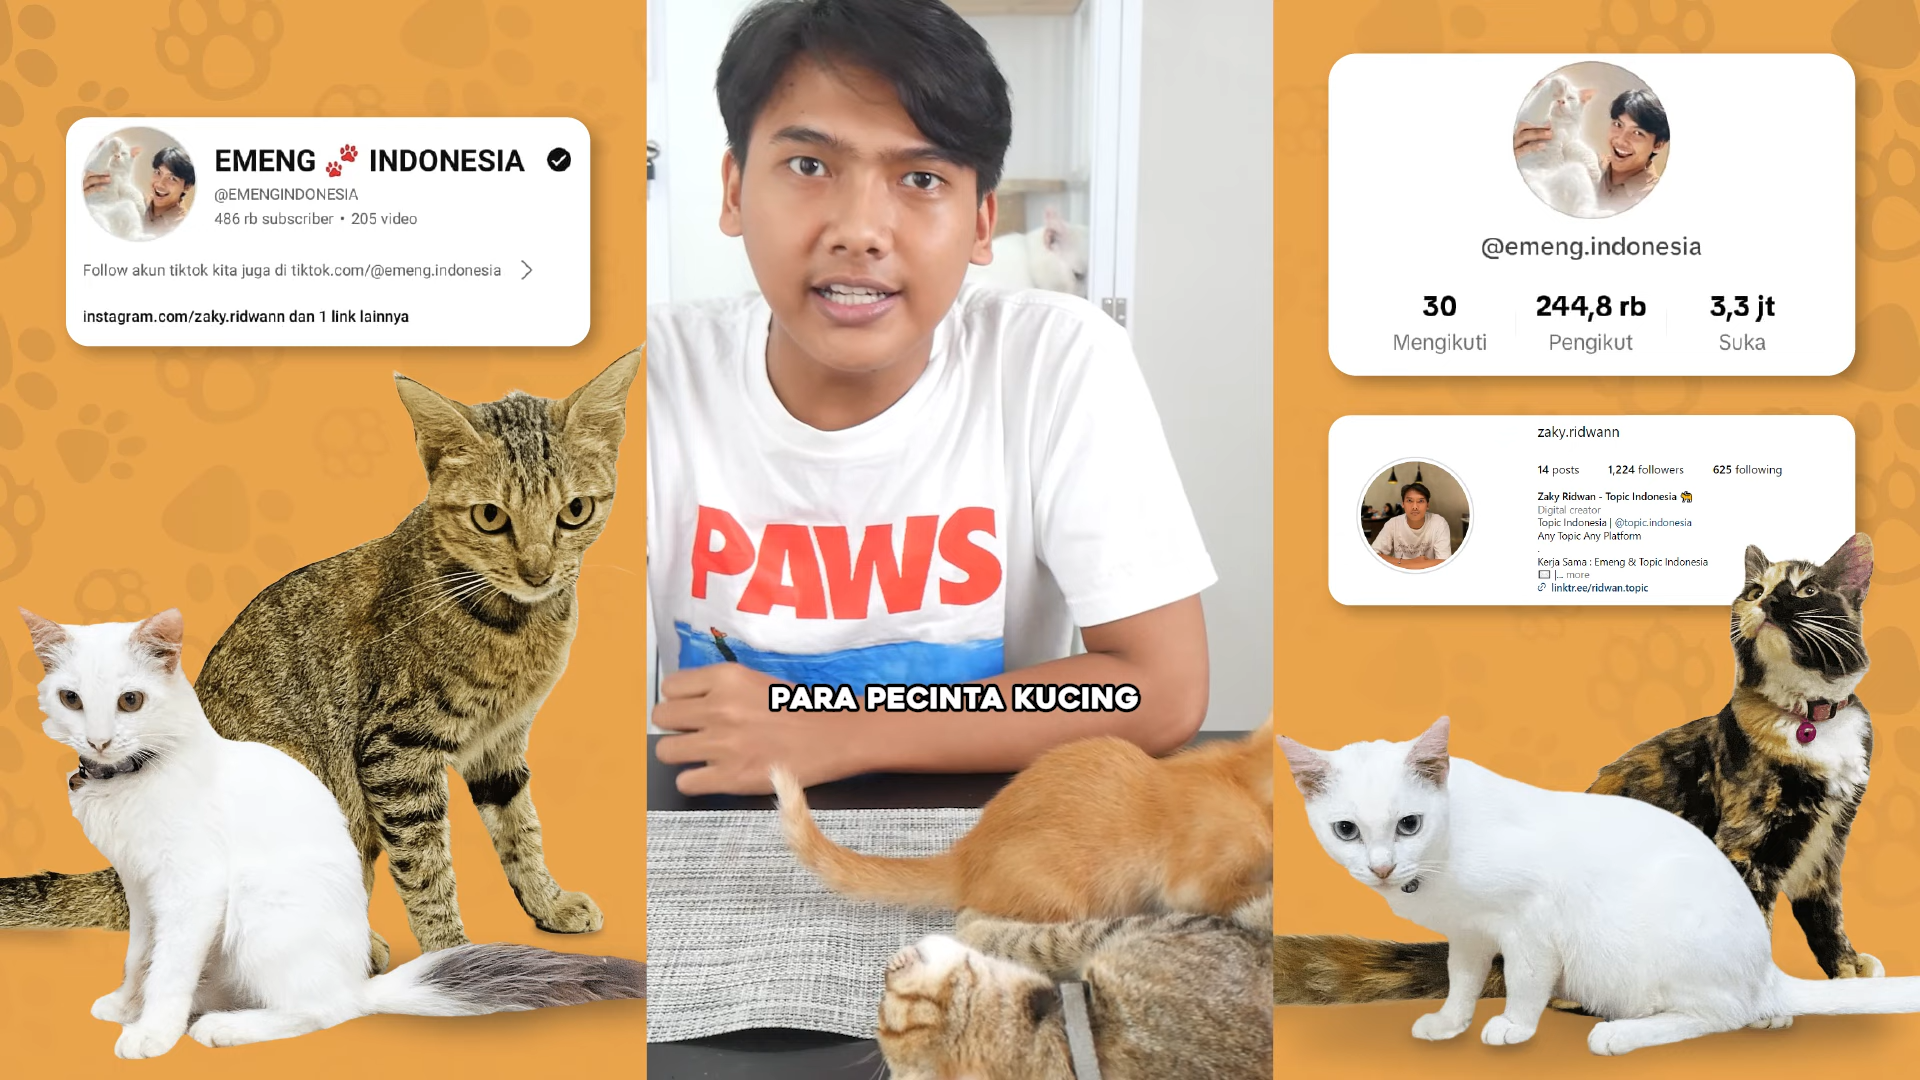 EMENG 🐾 INDONESIA
@EMENGINDONESIA
486 rb subscriber • 205 video
Follow akun tiktok kita juga di tiktok.com/@emeng.indonesia
instagram.com/zaky.ridwann dan 1 link lainnya
PAWS
PARA PECINTA KUCING
@emeng.indonesia
30 244,8 rb 3,3 jt
Mengikuti Pengikut Suka
zaky.ridwann
14 posts 1,224 followers 625 following
Zaky Ridwan - Topic Indonesia 🐅
Digital creator
Topic Indonesia | @topic.indonesia
Any Topic Any Platform
.
Kerja Sama : Emeng & Topic Indonesia
|... more
linktr.ee/ridwan.topic